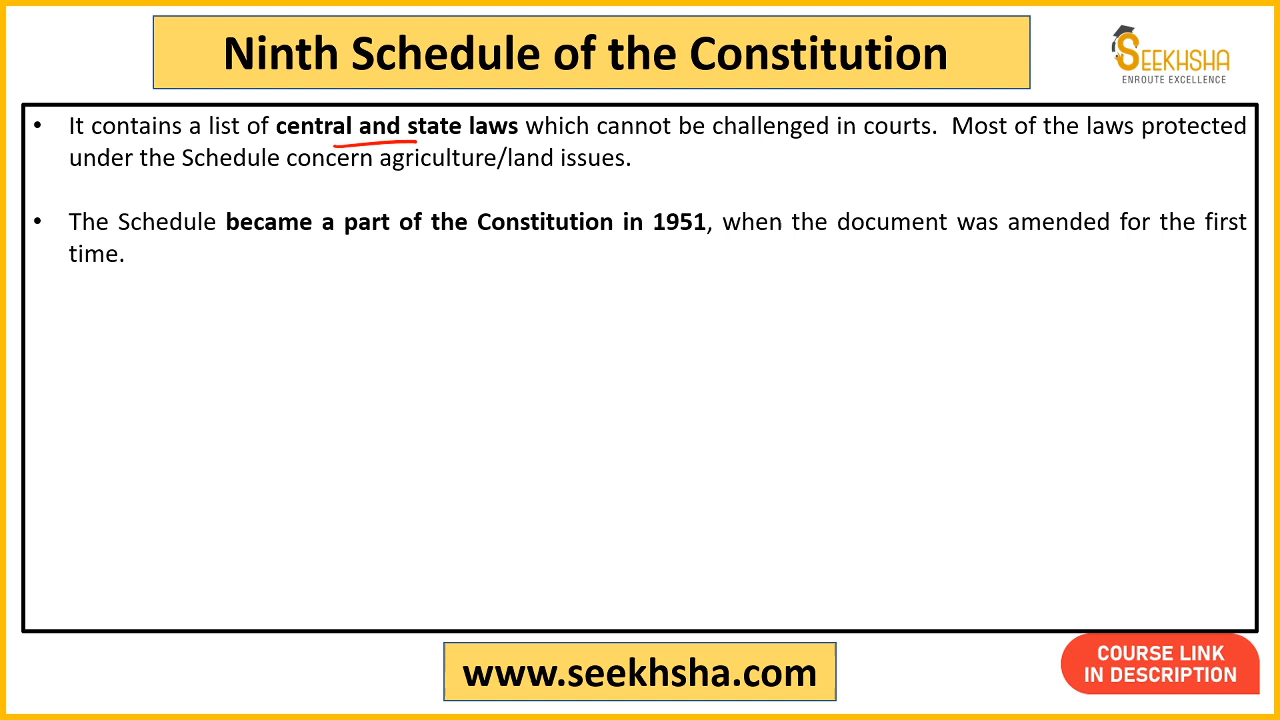 Ninth Schedule of the Constitution
SEEKHSHA
ENROUTE EXCELLENCE
• It contains a list of central and state laws which cannot be challenged in courts. Most of the laws protected
under the Schedule concern agriculture/land issues.
• The Schedule became a part of the Constitution in 1951, when the document was amended for the first
time.
www.seekhsha.com
COURSE LINK
IN DESCRIPTION